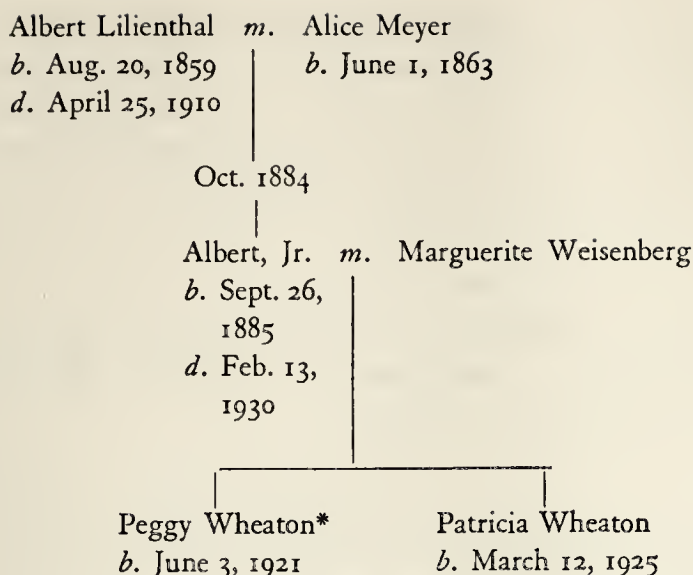 Albert Lilienthal m. Alice Meyer
b. Aug. 20, 1859 b. June 1, 1863
d. April 25, 1910
Oct. 1884
Albert, Jr. m. Marguerite Weisenberg
b. Sept. 26,
1885
d. Feb. 13,
1930
Peggy Wheaton* Patricia Wheaton
b. June 3, 1921 b. March 12, 1925